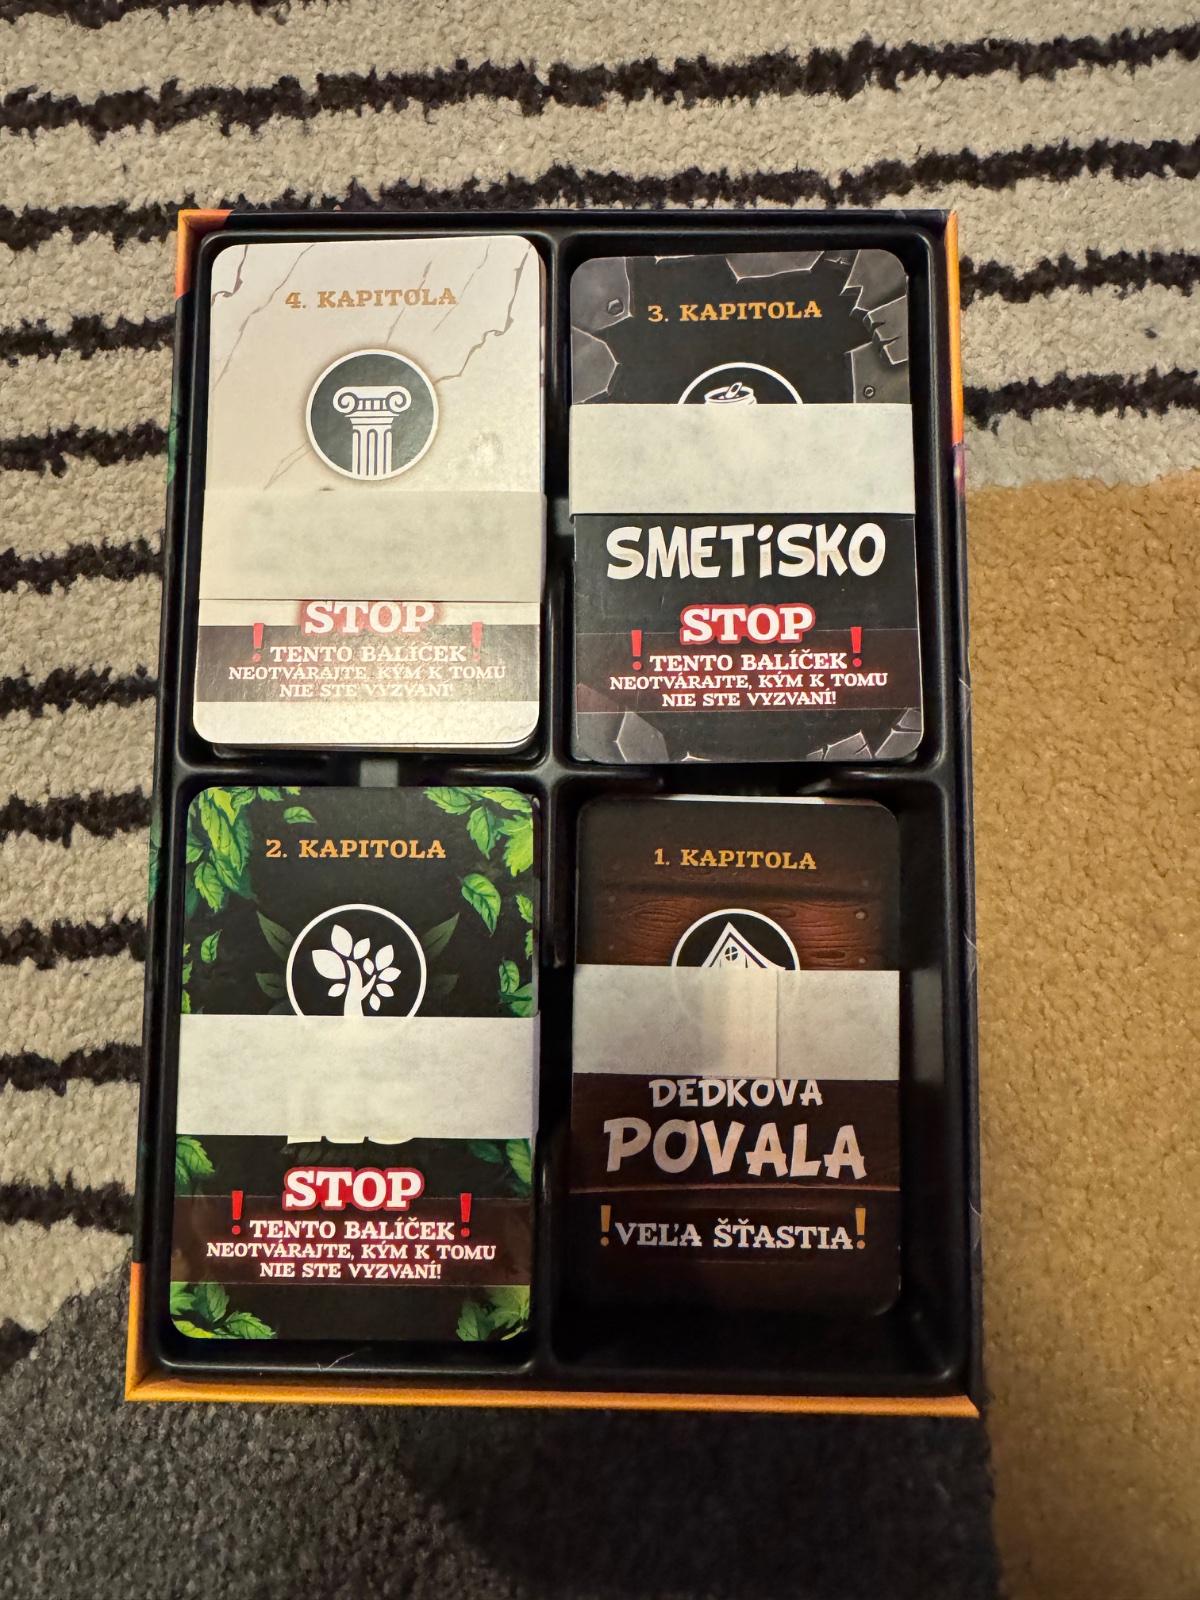 4. KAPITOLA
STOP
! TENTO BALÍČEK !
NEOTVÁRAJTE, KÝM K TOMU
NIE STE VYZVANÍ!
3. KAPITOLA
SMETiSKO
STOP
! TENTO BALÍČEK !
NEOTVÁRAJTE, KÝM K TOMU
NIE STE VYZVANÍ!
2. KAPITOLA
STOP
! TENTO BALÍČEK !
NEOTVÁRAJTE, KÝM K TOMU
NIE STE VYZVANÍ!
1. KAPITOLA
DEDKOVA
POVALA
! VEĽA ŠŤASTIA !